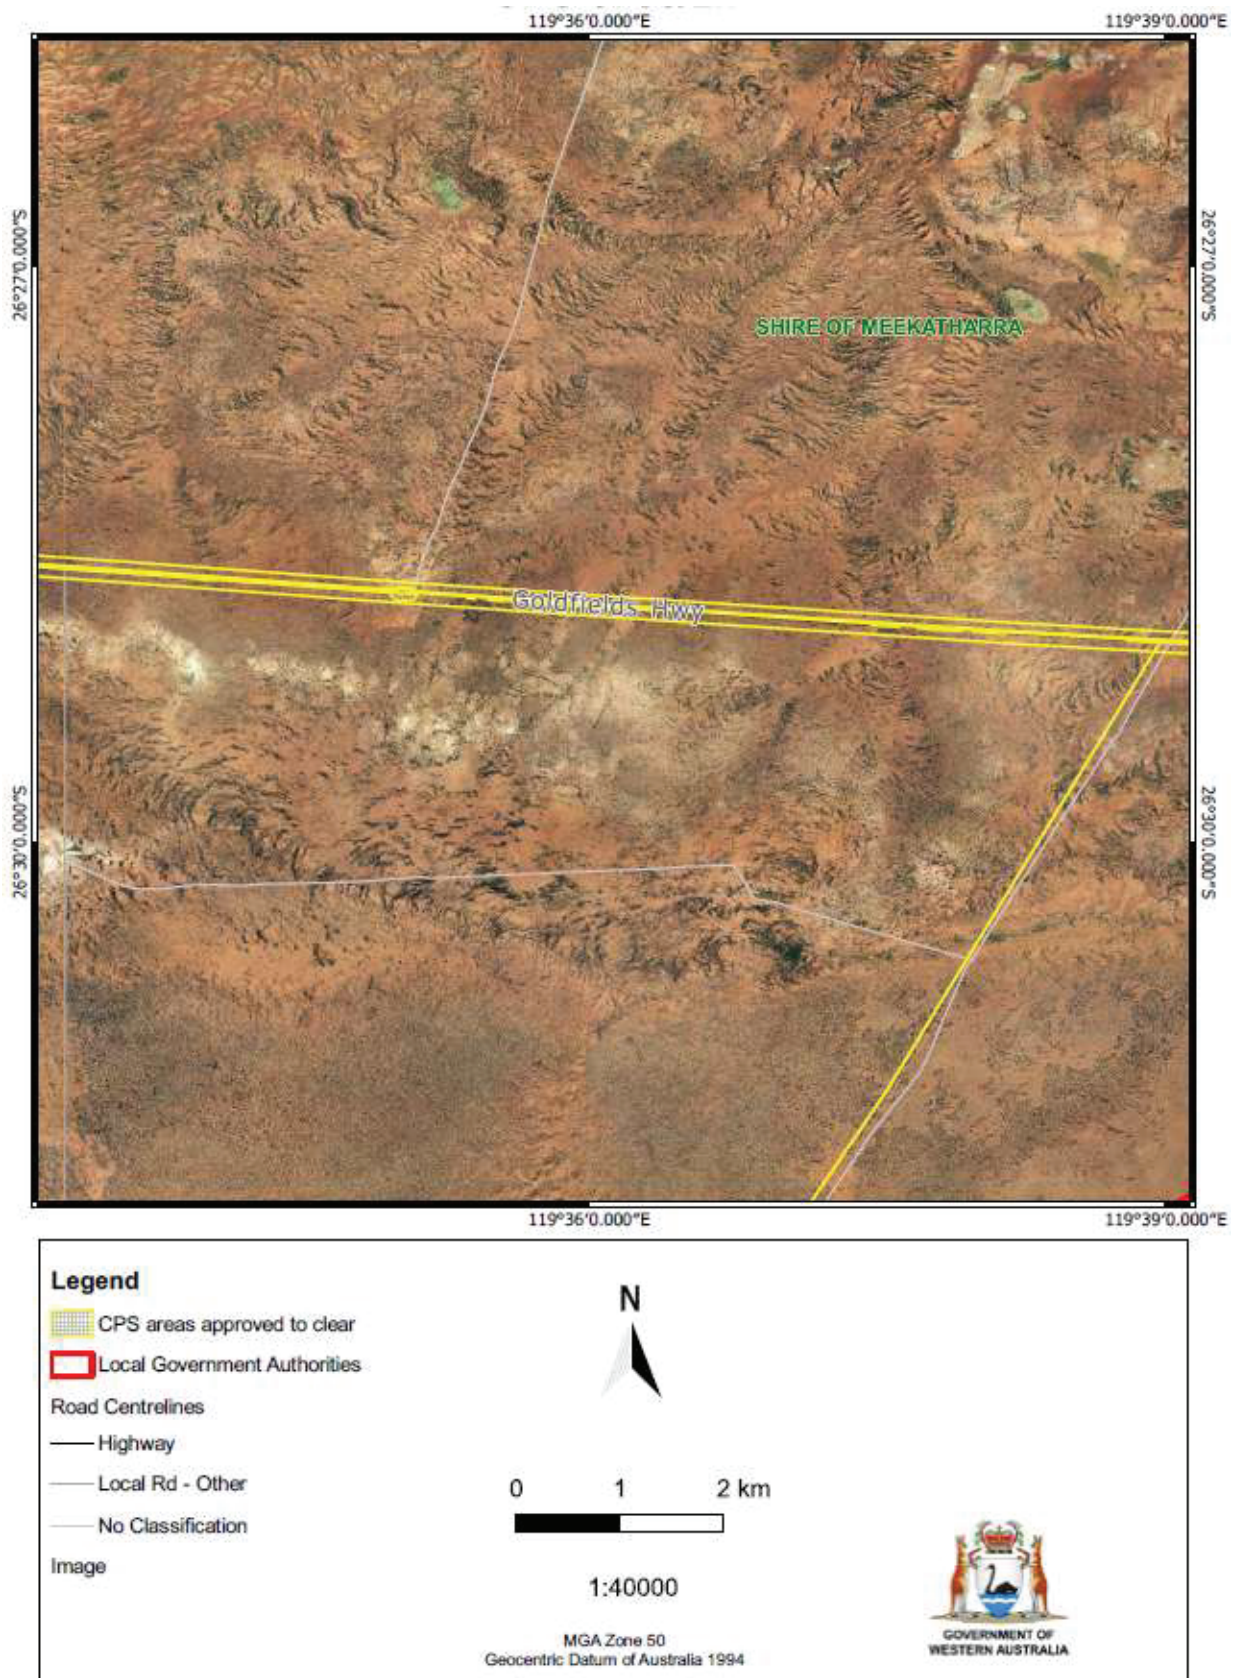 119°36'0.000"E
119°39'0.000"E
26°27'0.000"S
26°27'0.000"S
SHIRE OF MEEKATHARRA
Goldfields Hwy
26°30'0.000"S
26°30'0.000"S
119°36'0.000"E
119°39'0.000"E
Legend
CPS areas approved to clear
Local Government Authorities
Road Centrelines
Highway
Local Rd - Other
No Classification
Image
N
0 1 2 km
1:40000
MGA Zone 50
Geocentric Datum of Australia 1994
GOVERNMENT OF
WESTERN AUSTRALIA